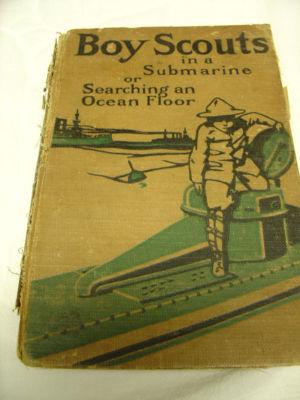 Boy Scouts
in a
Submarine
or
Searching an
Ocean Floor